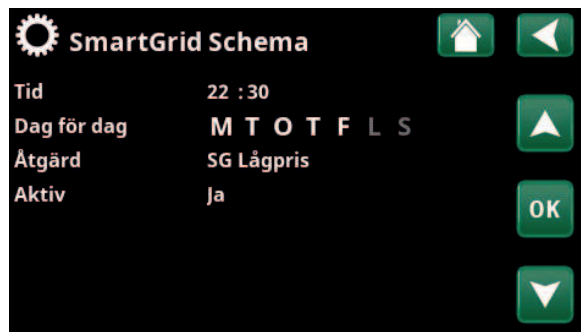 SmartGrid Schema
Tid 22 :30
Dag för dag M T O T F L S
Åtgärd SG Lågpris
Aktiv Ja
OK